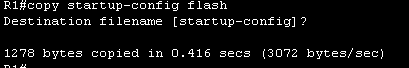 R1#copy startup-config flash
Destination filename [startup-config]?
1278 bytes copied in 0.416 secs (3072 bytes/sec)
R1#